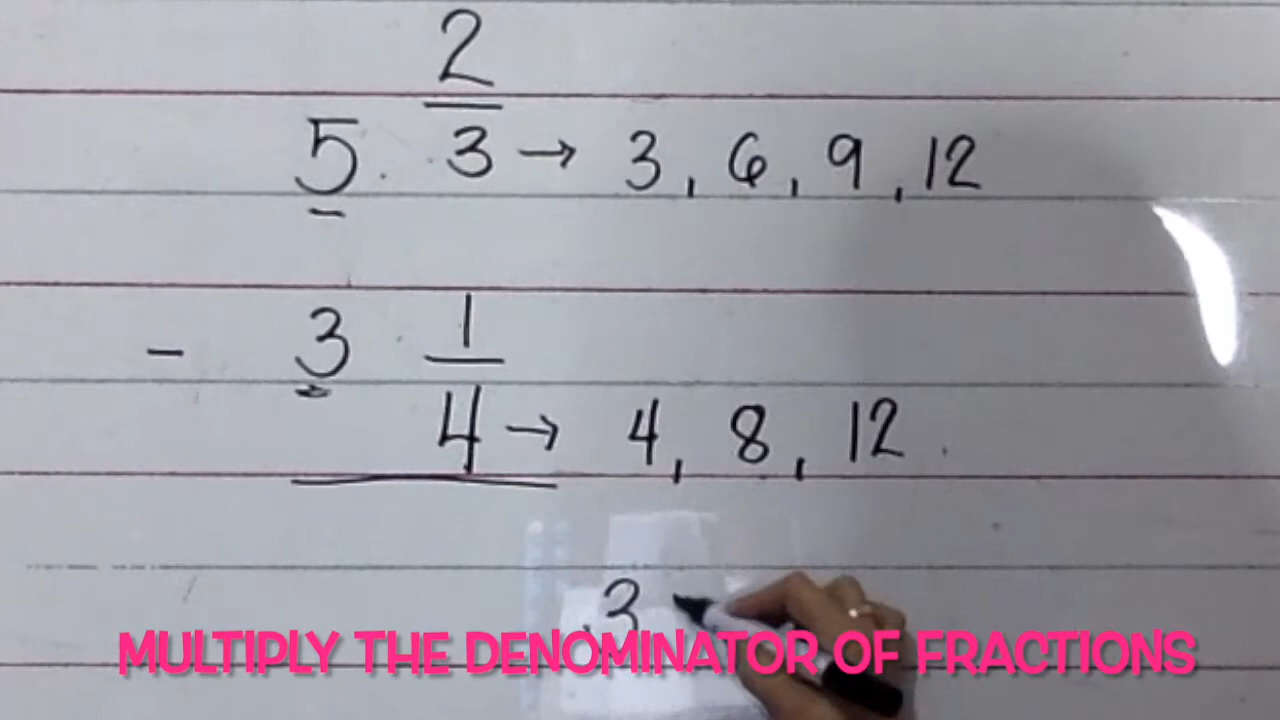 2
5 3 → 3, 6, 9, 12
- 3 1
4 → 4, 8, 12
3
MULTIPLY THE DENOMINATOR OF FRACTIONS